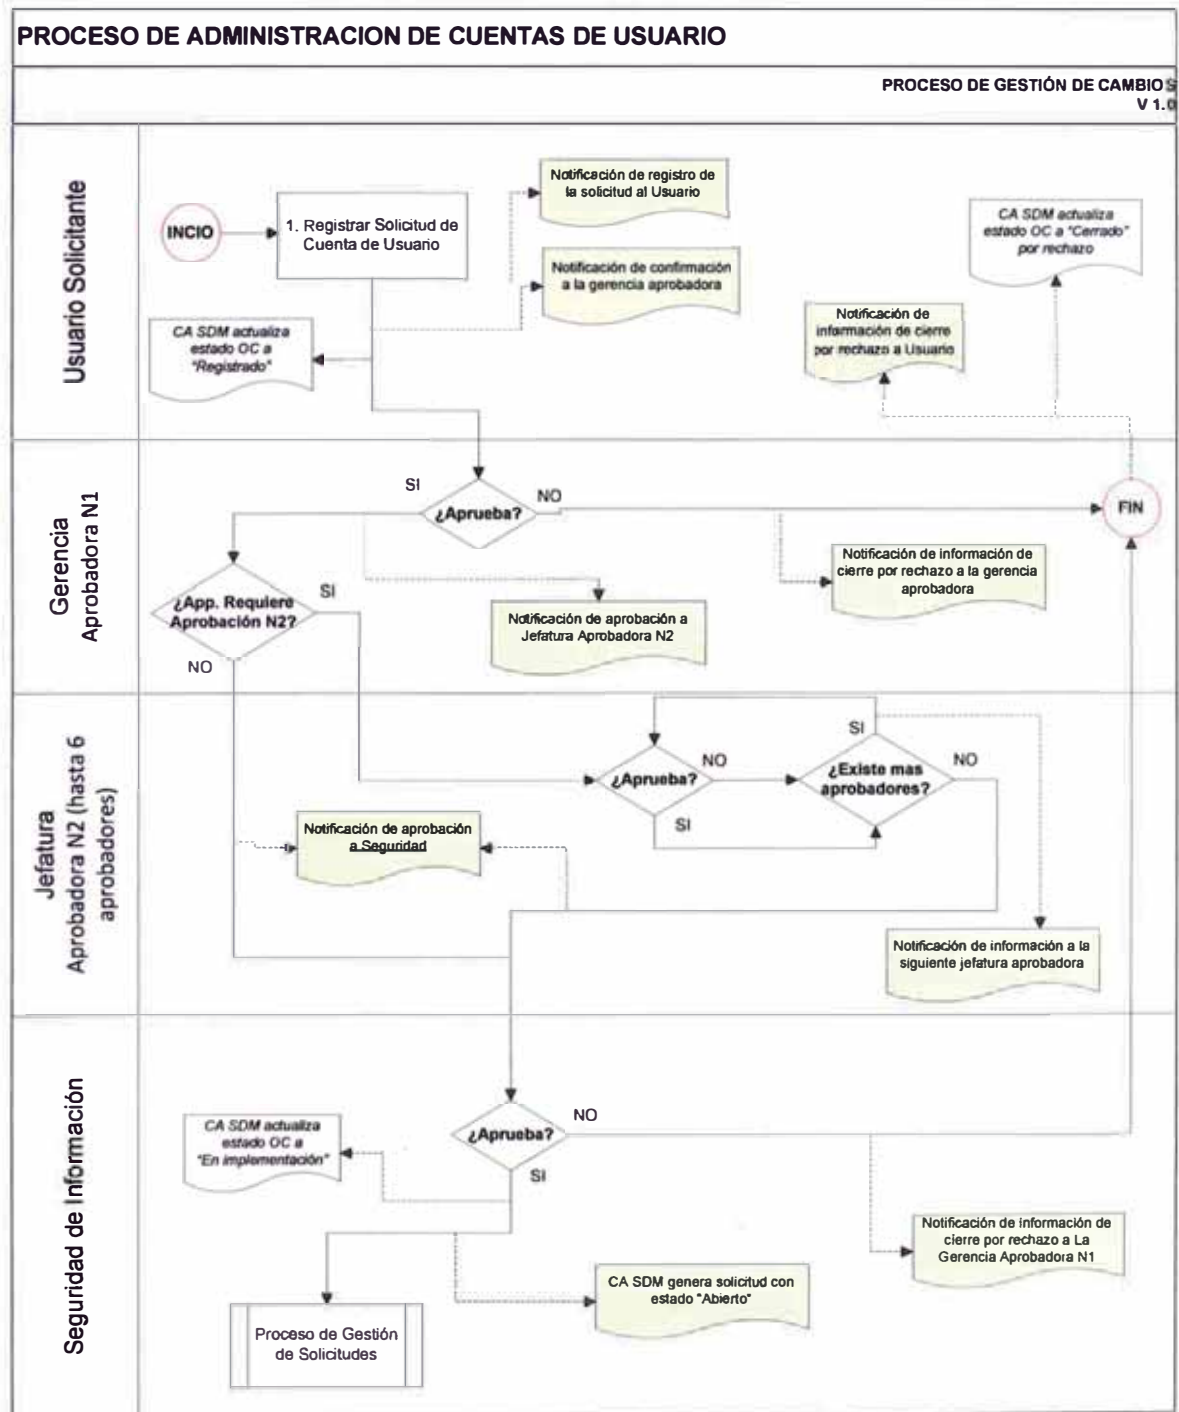 PROCESO DE ADMINISTRACION DE CUENTAS DE USUARIO
PROCESO DE GESTIÓN DE CAMBIOS
V 1.0
Usuario Solicitante
INCIO
1. Registrar Solicitud de
Cuenta de Usuario
Notificación de registro de
la solicitud al Usuario
Notificación de confirmación
a la gerencia aprobadora
CA SDM actualiza
estado OC a
"Registrado"
CA SDM actualiza
estado OC a "Cerrado"
por rechazo
Notificación de
información de cierre
por rechazo a Usuario
Gerencia
Aprobadora N1
SI
¿Aprueba?
NO
FIN
¿App. Requiere
Aprobación N2?
SI
NO
Notificación de aprobación a
Jefatura Aprobadora N2
Notificación de información de
cierre por rechazo a la gerencia
aprobadora
Jefatura
Aprobadora N2 (hasta 6
aprobadores)
¿Aprueba?
NO
SI
SI
¿Existe mas
aprobadores?
NO
Notificación de aprobación
a Seguridad
Notificación de información a la
siguiente jefatura aprobadora
Seguridad de Información
¿Aprueba?
NO
SI
CA SDM actualiza
estado OC a
"En implementación"
Notificación de información de
cierre por rechazo a La
Gerencia Aprobadora N1
CA SDM genera solicitud con
estado "Abierto"
Proceso de Gestión
de Solicitudes